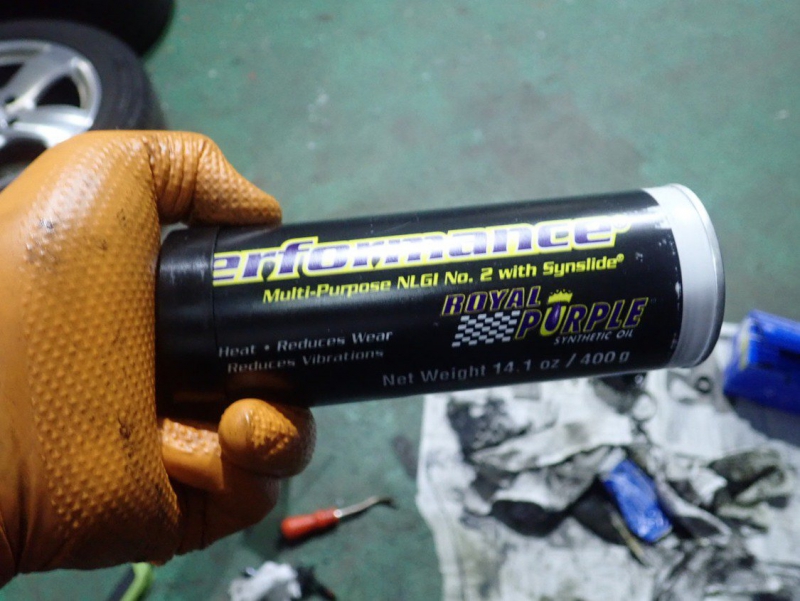 erformance®
Multi-Purpose NLGI No. 2 with Synslide®
ROYAL
PURPLE
SYNTHETIC OIL
Heat • Reduces Wear
Reduces Vibrations
Net Weight 14.1 oz / 400 g